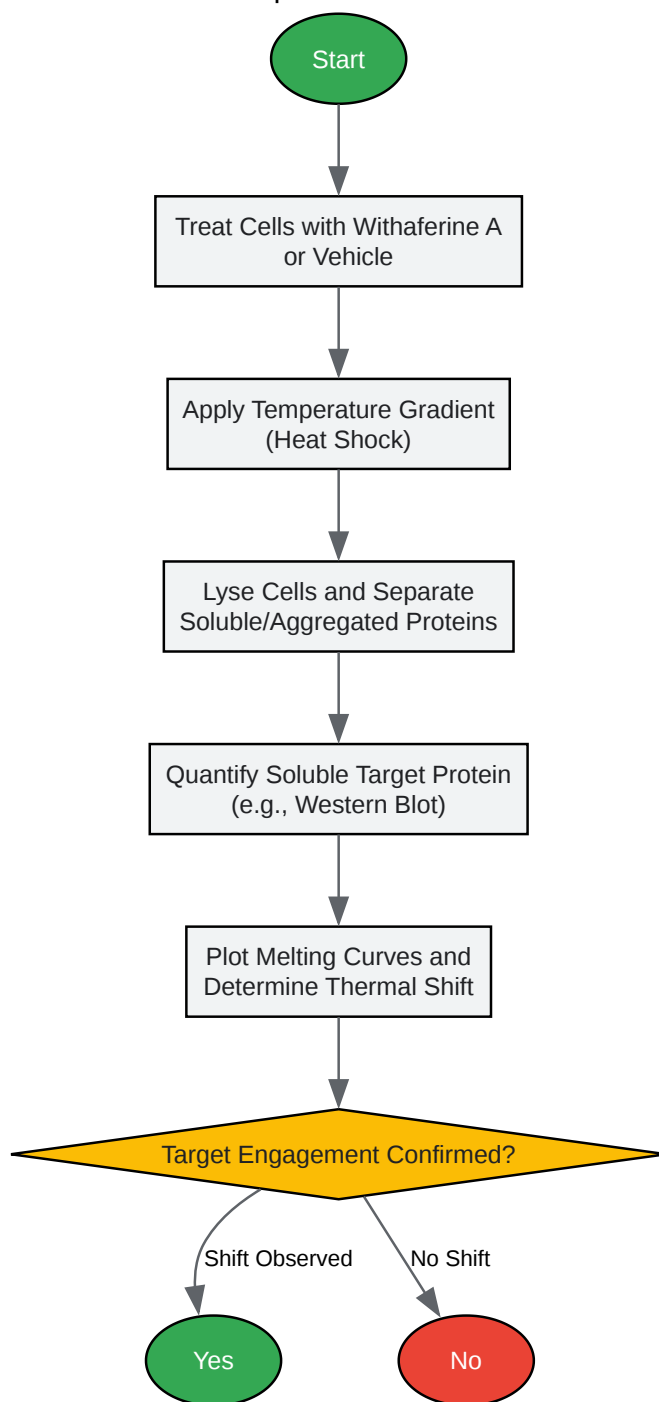 Start
Treat Cells with Withaferine A
or Vehicle
Apply Temperature Gradient
(Heat Shock)
Lyse Cells and Separate
Soluble/Aggregated Proteins
Quantify Soluble Target Protein
(e.g., Western Blot)
Plot Melting Curves and
Determine Thermal Shift
Target Engagement Confirmed?
Shift Observed
No Shift
Yes
No